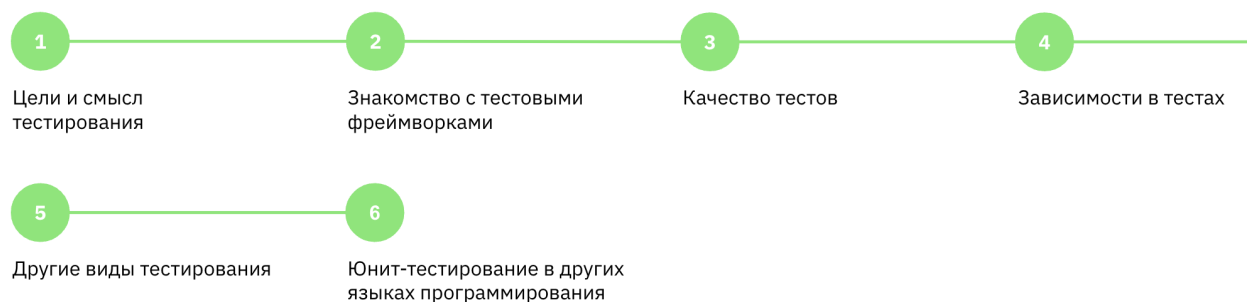 1
2
3
4
Цели и смысл
тестирования
Знакомство с тестовыми
фреймворками
Качество тестов
Зависимости в тестах
5
6
Другие виды тестирования
Юнит-тестирование в других
языках программирования